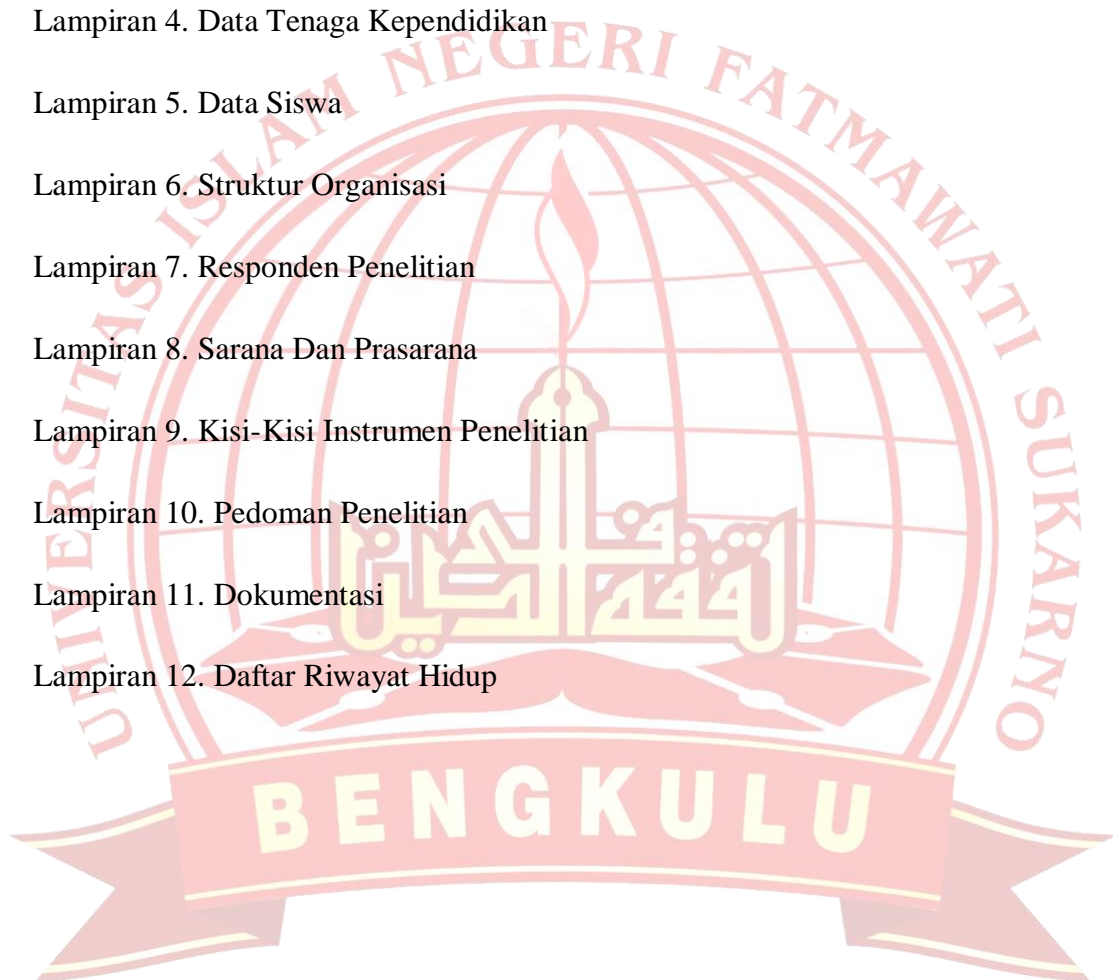 Lampiran 4. Data Tenaga Kependidikan
Lampiran 5. Data Siswa
Lampiran 6. Struktur Organisasi
Lampiran 7. Responden Penelitian
Lampiran 8. Sarana Dan Prasarana
Lampiran 9. Kisi-Kisi Instrumen Penelitian
Lampiran 10. Pedoman Penelitian
Lampiran 11. Dokumentasi
Lampiran 12. Daftar Riwayat Hidup
UNIVERSITAS ISLAM NEGERI FATMAWATI SUKARNO
BENGKULU